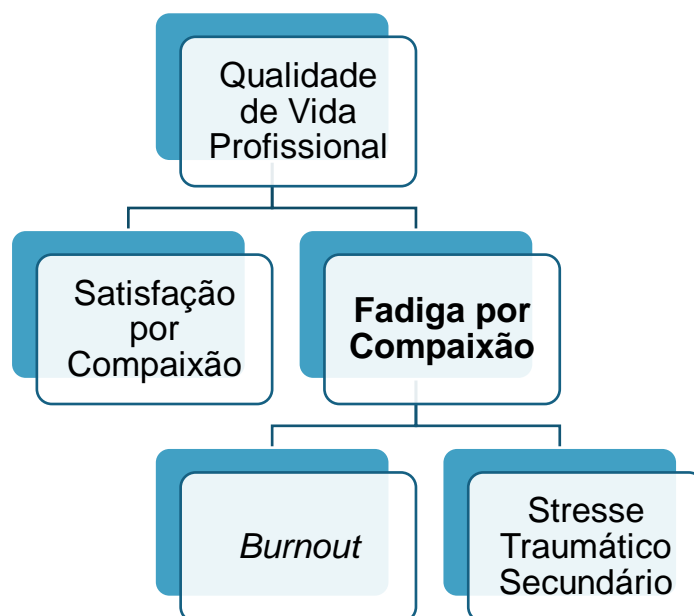 Qualidade
de Vida
Profissional
Satisfação
por
Compaixão
Fadiga por
Compaixão
Burnout
Stresse
Traumático
Secundário